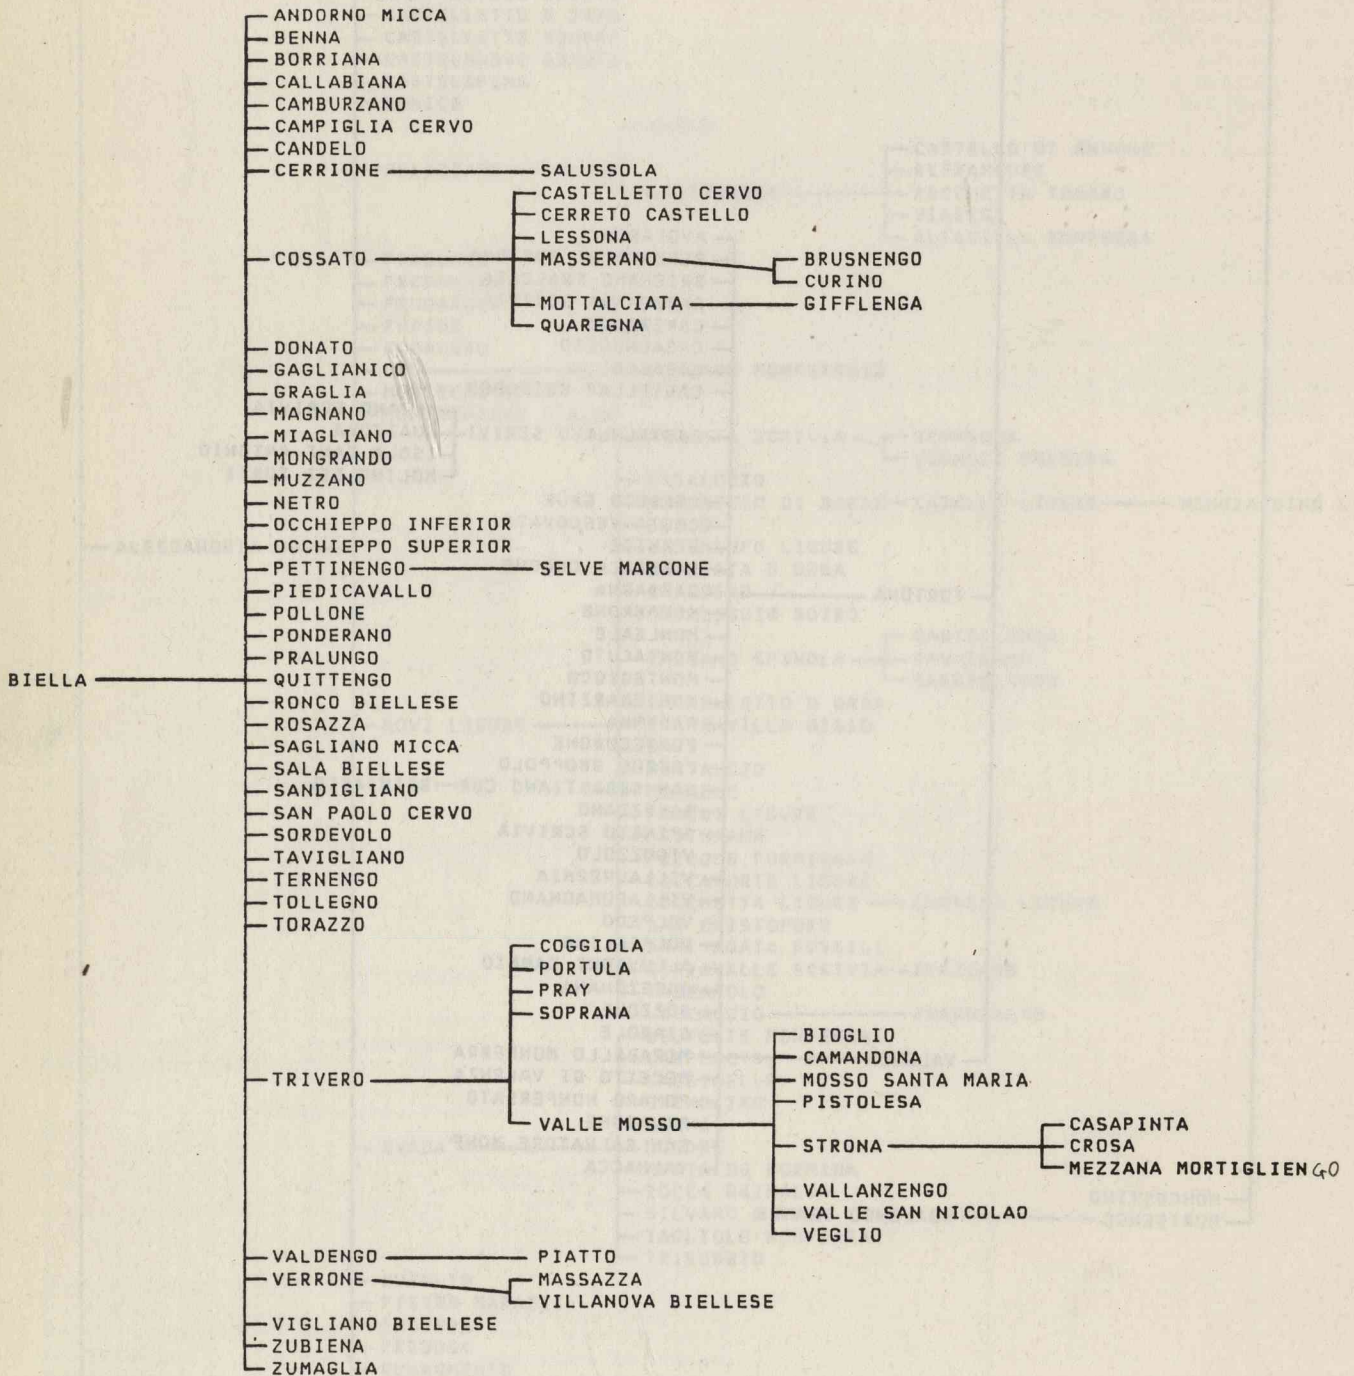 ANDORNO MICCA
BENNA
BORRIANA
CALLABIANA
CAMBURZANO
CAMPIGLIA CERVO
CANDELO
CERRIONE SALUSSOLA
CASTELLETTO CERVO
CERRETO CASTELLO
LESSONA
COSSATO MASSERANO BRUSNENGO
CURINO
MOTTALCIATA GIFFLENGA
QUAREGNA
DONATO
GAGLIANICO
GRAGLIA
MAGNANO
MIAGLIANO
MONGRANDO
MUZZANO
NETRO
OCCHIEPPO INFERIOR
OCCHIEPPO SUPERIOR
PETTINENGO SELVE MARCONE
PIEDICAVALLO
POLLONE
PONDERANO
PRALUNGO
BIELLA QUITTENGO
RONCO BIELLESE
ROSAZZA
SAGLIANO MICCA
SALA BIELLESE
SANDIGLIANO
SAN PAOLO CERVO
SORDEVOLO
TAVIGLIANO
TERNENGO
TOLLEGNO
TORAZZO
COGGIOLA
PORTULA
PRAY
SOPRANA
BIOGLIO
CAMANDONA
TRIVERO MOSSO SANTA MARIA
PISTOLESA
VALLE MOSSO CASAPINTA
STRONA CROSA
MEZZANA MORTIGLIENGO
VALLANZENGO
VALLE SAN NICOLAO
VEGLIO
VALDENGO PIATTO
VERRONE MASSAZZA
VILLANOVA BIELLESE
VIGLIANO BIELLESE
ZUBIENA
ZUMAGLIA